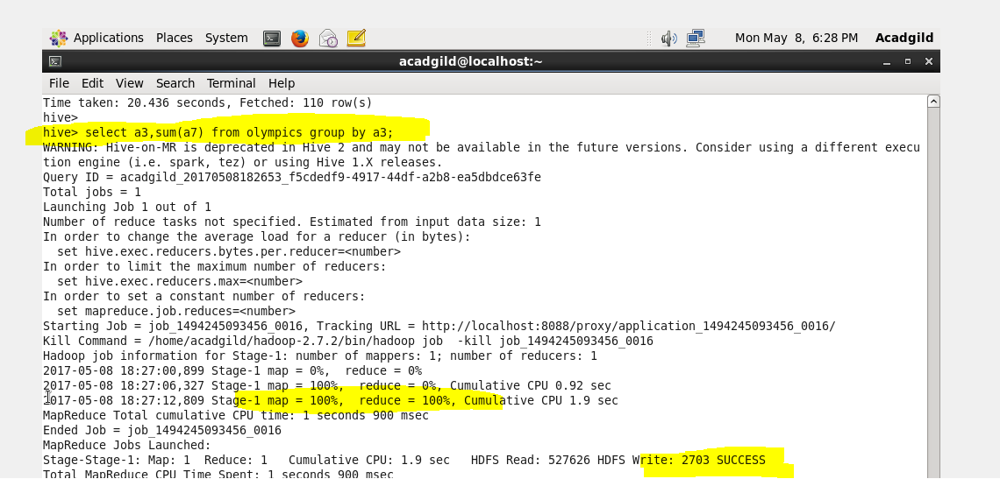 Applications Places System Mon May 8, 6:28 PM Acadgild
acadgild@localhost:~
File Edit View Search Terminal Help
Time taken: 20.436 seconds, Fetched: 110 row(s)
hive>
hive> select a3,sum(a7) from olympics group by a3;
WARNING: Hive-on-MR is deprecated in Hive 2 and may not be available in the future versions. Consider using a different execu
tion engine (i.e. spark, tez) or using Hive 1.X releases.
Query ID = acadgild_20170508182653_f5cdedf9-4917-44df-a2b8-ea5dbdce63fe
Total jobs = 1
Launching Job 1 out of 1
Number of reduce tasks not specified. Estimated from input data size: 1
In order to change the average load for a reducer (in bytes):
  set hive.exec.reducers.bytes.per.reducer=<number>
In order to limit the maximum number of reducers:
  set hive.exec.reducers.max=<number>
In order to set a constant number of reducers:
  set mapreduce.job.reduces=<number>
Starting Job = job_1494245093456_0016, Tracking URL = http://localhost:8088/proxy/application_1494245093456_0016/
Kill Command = /home/acadgild/hadoop-2.7.2/bin/hadoop job  -kill job_1494245093456_0016
Hadoop job information for Stage-1: number of mappers: 1; number of reducers: 1
2017-05-08 18:27:00,899 Stage-1 map = 0%,  reduce = 0%
2017-05-08 18:27:06,327 Stage-1 map = 100%,  reduce = 0%, Cumulative CPU 0.92 sec
2017-05-08 18:27:12,809 Stage-1 map = 100%,  reduce = 100%, Cumulative CPU 1.9 sec
MapReduce Total cumulative CPU time: 1 seconds 900 msec
Ended Job = job_1494245093456_0016
MapReduce Jobs Launched:
Stage-Stage-1: Map: 1  Reduce: 1   Cumulative CPU: 1.9 sec   HDFS Read: 527626 HDFS Write: 2703 SUCCESS
Total MapReduce CPU Time Spent: 1 seconds 900 msec